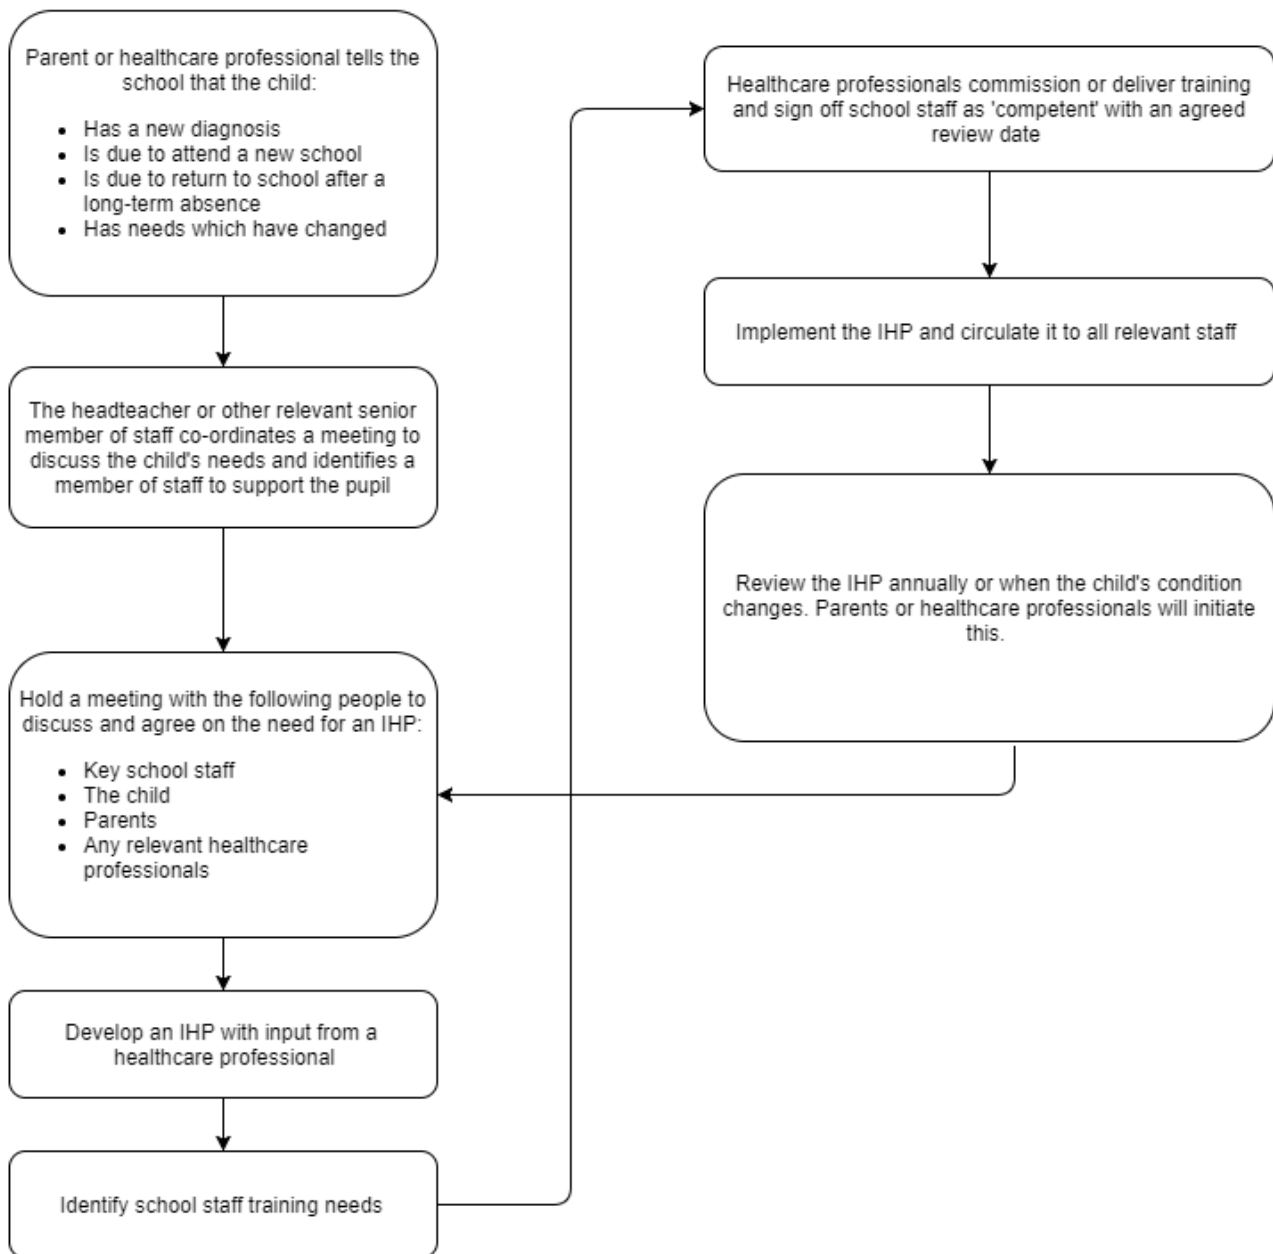 Parent or healthcare professional tells the
school that the child:
• Has a new diagnosis
• Is due to attend a new school
• Is due to return to school after a
long-term absence
• Has needs which have changed
The headteacher or other relevant senior
member of staff co-ordinates a meeting to
discuss the child's needs and identifies a
member of staff to support the pupil
Hold a meeting with the following people to
discuss and agree on the need for an IHP:
• Key school staff
• The child
• Parents
• Any relevant healthcare
professionals
Develop an IHP with input from a
healthcare professional
Identify school staff training needs
Healthcare professionals commission or deliver training
and sign off school staff as 'competent' with an agreed
review date
Implement the IHP and circulate it to all relevant staff
Review the IHP annually or when the child's condition
changes. Parents or healthcare professionals will initiate
this.